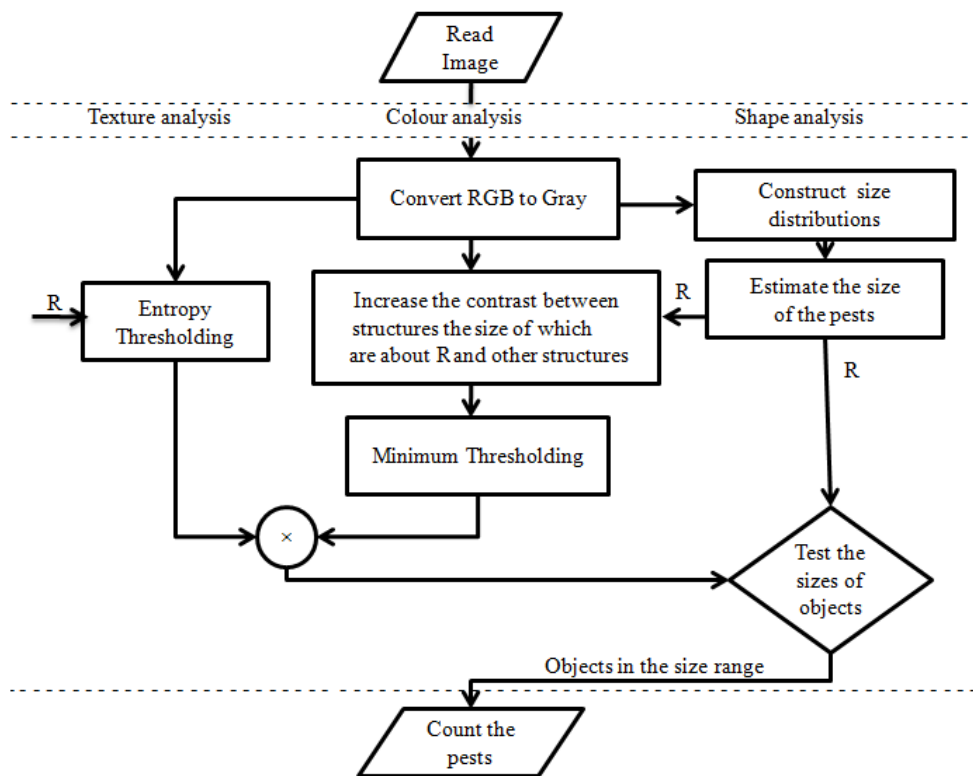 Read
Image
Texture analysis
Colour analysis
Shape analysis
Convert RGB to Gray
Construct size
distributions
R
Entropy
Thresholding
Increase the contrast between
structures the size of which
are about R and other structures
R
Estimate the size
of the pests
R
Minimum Thresholding
×
Test the
sizes of
objects
Objects in the size range
Count the
pests